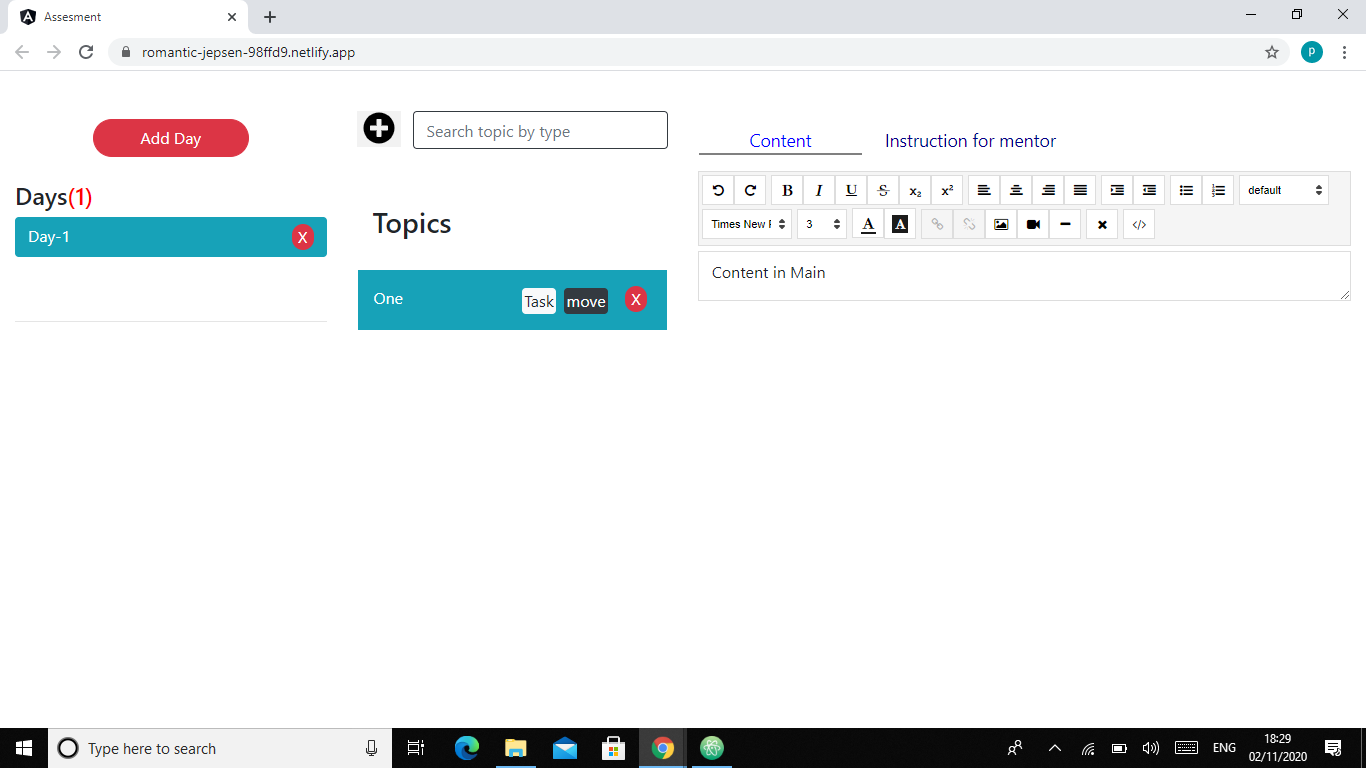 Assesment
romantic-jepsen-98ffd9.netlify.app
P
Add Day
Days(1)
Day-1 X
Search topic by type
Topics
One Task move X
Content Instruction for mentor
B I U S x₂ x² default
Times New 3 A A </>
Content in Main
Type here to search
ENG
18:29
02/11/2020